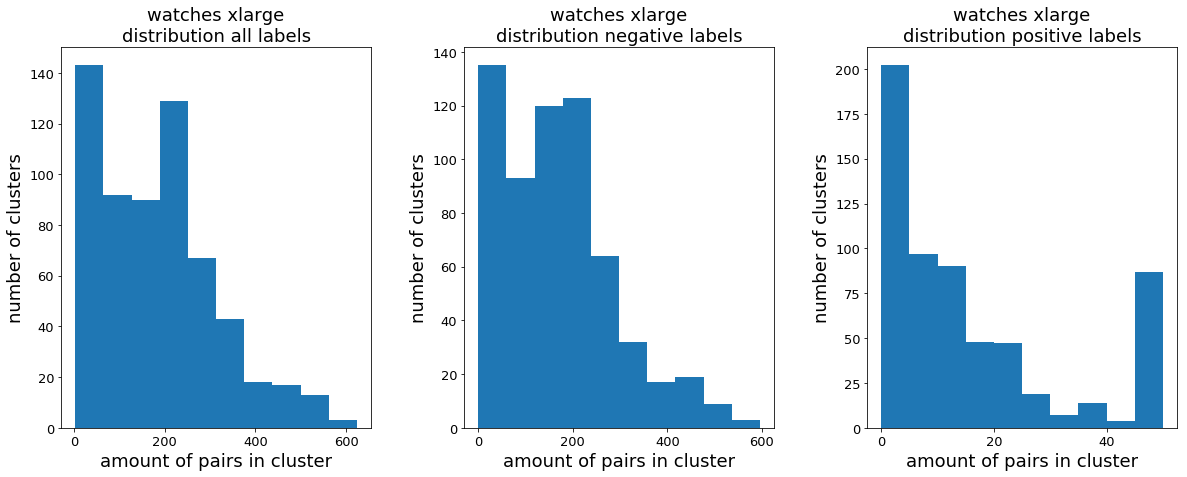 watches xlarge
distribution all labels
140
120
100
80
60
40
20
0
0 200 400 600
number of clusters
amount of pairs in cluster
watches xlarge
distribution negative labels
140
120
100
80
60
40
20
0
0 200 400 600
number of clusters
amount of pairs in cluster
watches xlarge
distribution positive labels
200
175
150
125
100
75
50
25
0
0 20 40
number of clusters
amount of pairs in cluster